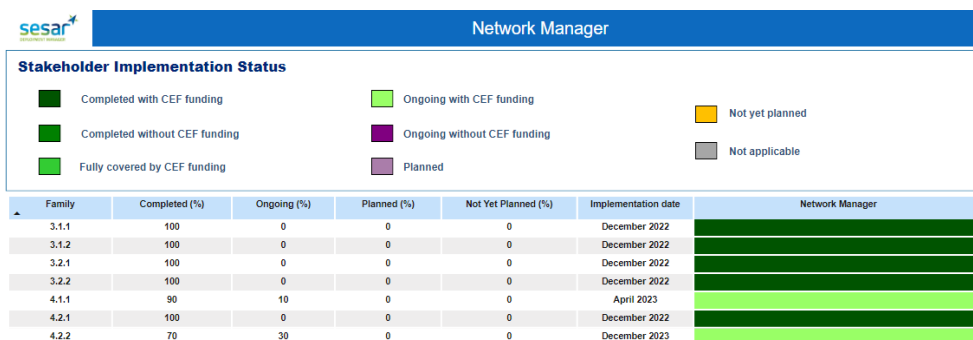 sesar
DEPLOYMENT MANAGER
Network Manager
Stakeholder Implementation Status
Completed with CEF funding
Ongoing with CEF funding
Not yet planned
Completed without CEF funding
Ongoing without CEF funding
Not applicable
Fully covered by CEF funding
Planned
Family Completed (%) Ongoing (%) Planned (%) Not Yet Planned (%) Implementation date Network Manager
3.1.1 100 0 0 0 December 2022
3.1.2 100 0 0 0 December 2022
3.2.1 100 0 0 0 December 2022
3.2.2 100 0 0 0 December 2022
4.1.1 90 10 0 0 April 2023
4.2.1 100 0 0 0 December 2022
4.2.2 70 30 0 0 December 2023